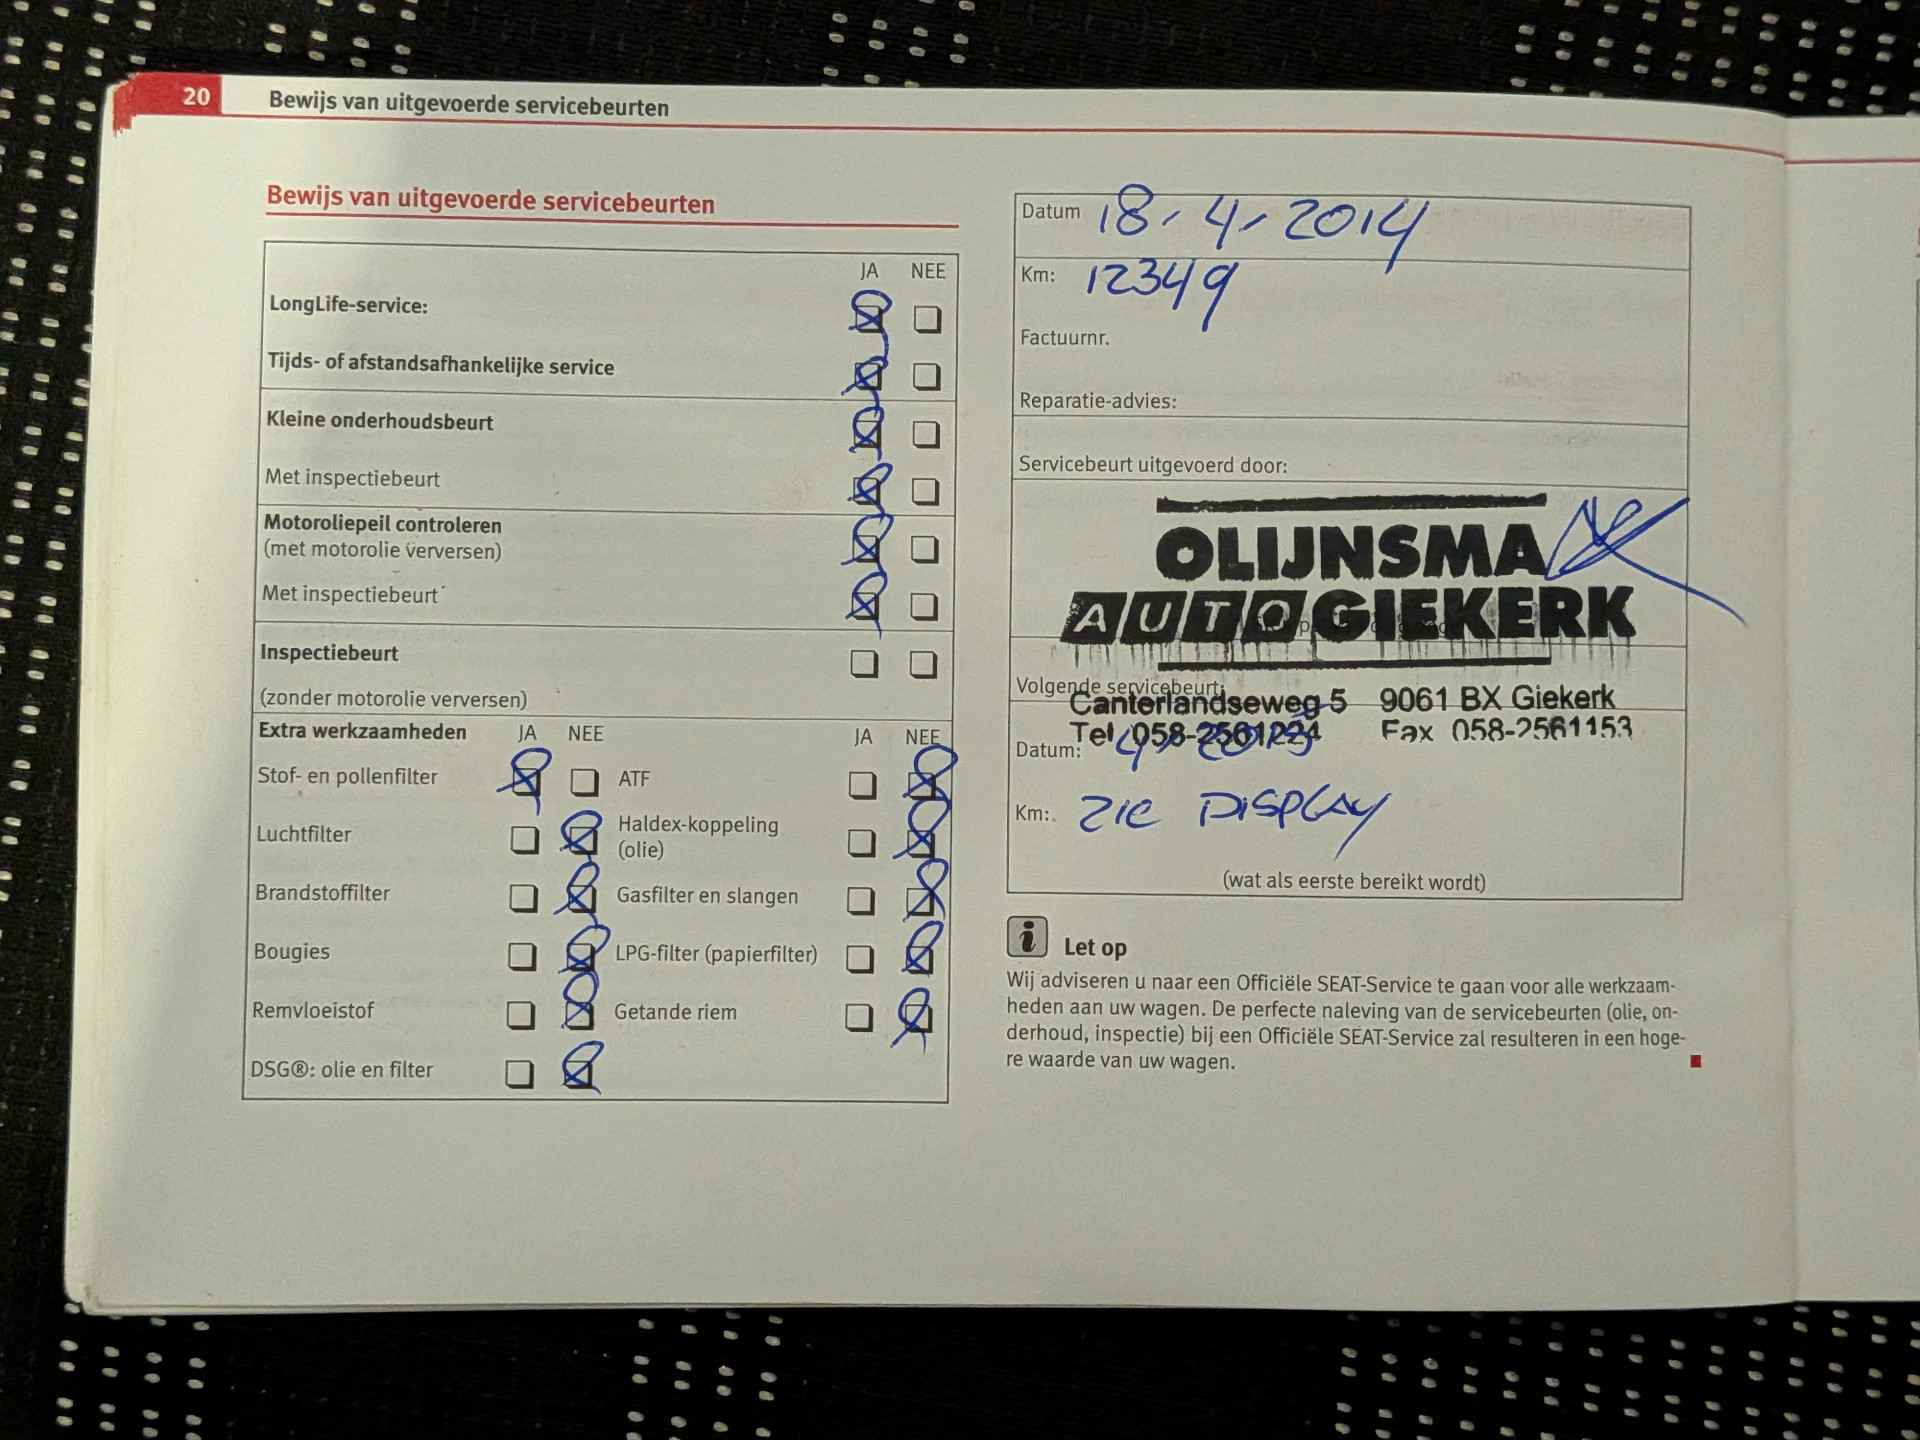 20 Bewijs van uitgevoerde servicebeurten
Bewijs van uitgevoerde servicebeurten
JA NEE
LongLife-service:
Tijds- of afstandsafhankelijke service
Kleine onderhoudsbeurt
Met inspectiebeurt
Motoroliepeil controleren
(met motorolie verversen)
Met inspectiebeurt
Inspectiebeurt
(zonder motorolie verversen)
Extra werkzaamheden JA NEE JA NEE
Stof- en pollenfilter ATF
Luchtfilter Haldex-koppeling
(olie)
Brandstoffilter Gasfilter en slangen
Bougies LPG-filter (papierfilter)
Remvloeistof Getande riem
DSG®: olie en filter
Datum 18-4-2014
Km: 12349
Factuurnr.
Reparatie-advies:
Servicebeurt uitgevoerd door:
OLIJNSMA
AUTO GIEKERK
Volgende servicebeurt:
Canterlandseweg 5 9061 BX Giekerk
Tel. 058-2561224 Fax 058-2561153
Datum: 4-2015
Km: ZIE DISPLAY
(wat als eerste bereikt wordt)
i Let op
Wij adviseren u naar een Officiële SEAT-Service te gaan voor alle werkzaam-
heden aan uw wagen. De perfecte naleving van de servicebeurten (olie, on-
derhoud, inspectie) bij een Officiële SEAT-Service zal resulteren in een hoge-
re waarde van uw wagen.